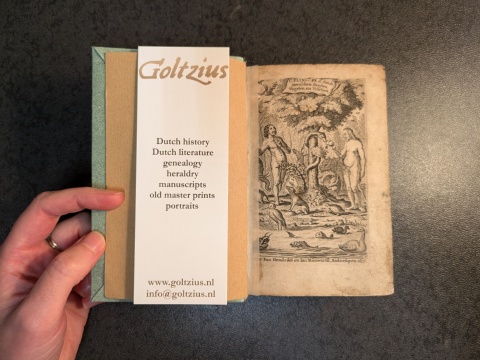 Goltzius
Dutch history
Dutch literature
genealogy
heraldry
manuscripts
old master prints
portraits
www.goltzius.nl
info@goltzius.nl